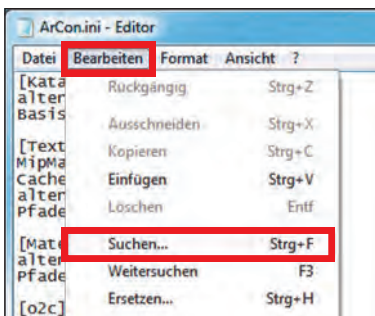 ArCon.ini - Editor
Datei Bearbeiten Format Ansicht ?
[Kata
alter
Basis
Rückgängig Strg+Z
Ausschneiden Strg+X
[Text
Kopieren Strg+C
MipMa
Cache
Einfügen Strg+V
alter
Pfade
Löschen Entf
[Mate
Suchen... Strg+F
alter
Pfade
Weitersuchen F3
Ersetzen... Strg+H
[o2c]